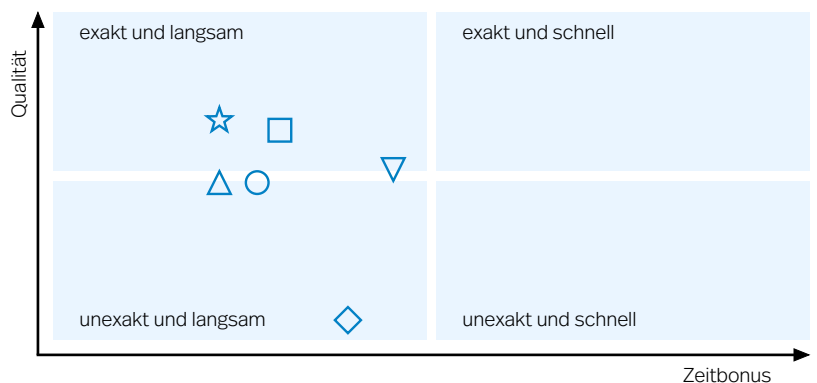 exakt und langsam
exakt und schnell
Qualität
unexakt und langsam
unexakt und schnell
Zeitbonus